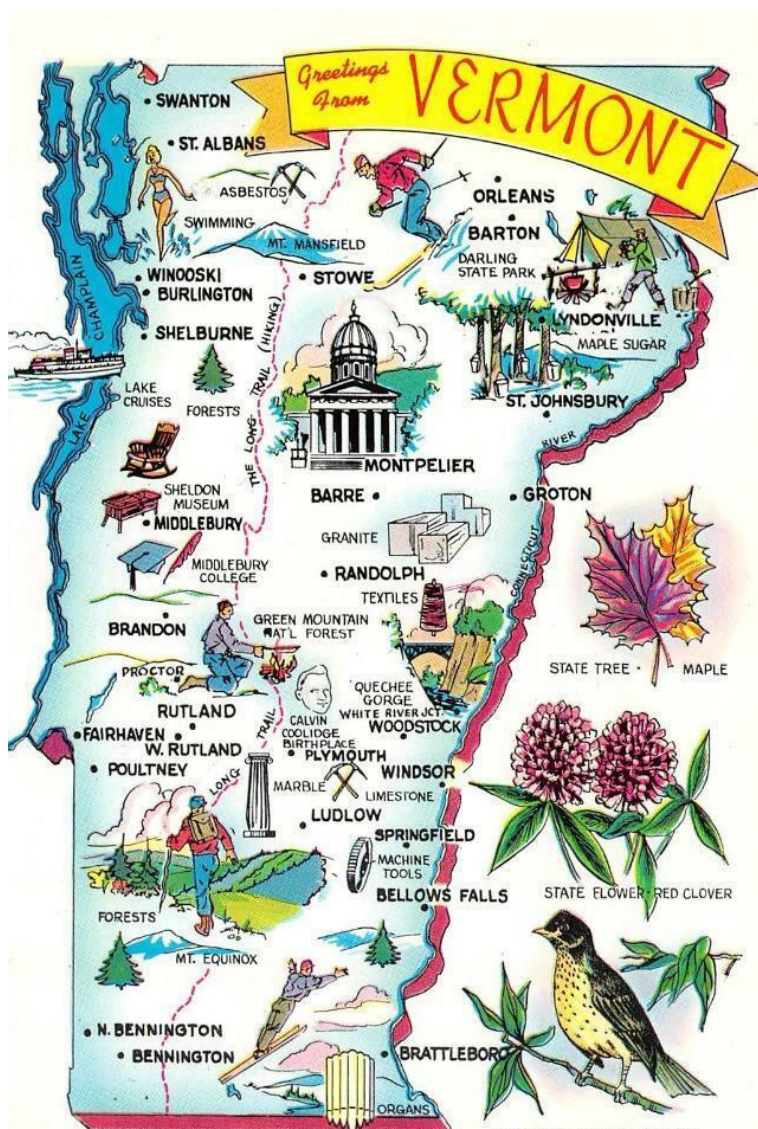 Greetings
From
VERMONT
SWANTON
ST. ALBANS
ASBESTOS
SWIMMING
MT. MANSFIELD
ORLEANS
BARTON
DARLING
STATE PARK
WINOOSKI
BURLINGTON
STOWE
LAKE CHAMPLAIN
SHELBURNE
LYNDONVILLE
MAPLE SUGAR
LAKE
CRUISES
FORESTS
THE LONG TRAIL (HIKING)
ST. JOHNSBURY
CONNECTICUT RIVER
MONTPELIER
SHELDON
MUSEUM
MIDDLEBURY
BARRE
GROTON
GRANITE
MIDDLEBURY
COLLEGE
RANDOLPH
TEXTILES
BRANDON
GREEN MOUNTAIN
NAT'L FOREST
STATE TREE · MAPLE
PROCTOR
RUTLAND
CALVIN
COOLIDGE
BIRTHPLACE
QUECHEE
GORGE
WHITE RIVER JCT.
WOODSTOCK
FAIRHAVEN
W. RUTLAND
PLYMOUTH
POULTNEY
LONG TRAIL
MARBLE
LIMESTONE
WINDSOR
LUDLOW
SPRINGFIELD
MACHINE
TOOLS
BELLOWS FALLS
STATE FLOWER · RED CLOVER
FORESTS
MT. EQUINOX
N. BENNINGTON
BENNINGTON
BRATTLEBORO
ORGANS